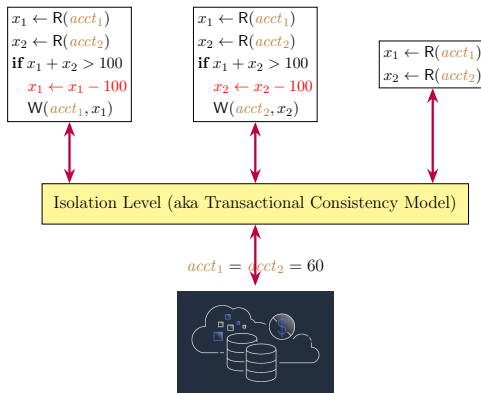 x₁ ← R(acct₁)
x₂ ← R(acct₂)
if x₁ + x₂ > 100
x₁ ← x₁ − 100
W(acct₁, x₁)
x₁ ← R(acct₁)
x₂ ← R(acct₂)
if x₁ + x₂ > 100
x₂ ← x₂ − 100
W(acct₂, x₂)
x₁ ← R(acct₁)
x₂ ← R(acct₂)
Isolation Level (aka Transactional Consistency Model)
acct₁ = acct₂ = 60
$